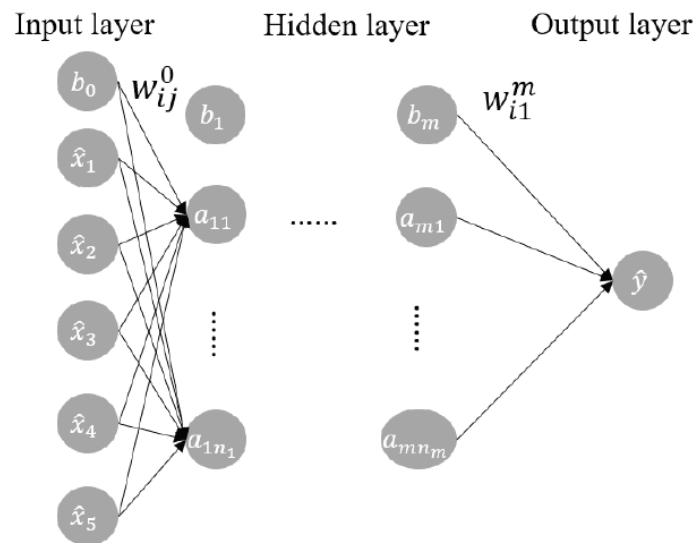 Input layer Hidden layer Output layer
b₀ w⁰ᵢⱼ b₁ bₘ wᵐᵢ₁
x̂₁
x̂₂ a₁₁ ...... aₘ₁
x̂₃ ...... ...... ŷ
x̂₄ a₁ₙ₁ aₘₙₘ
x̂₅